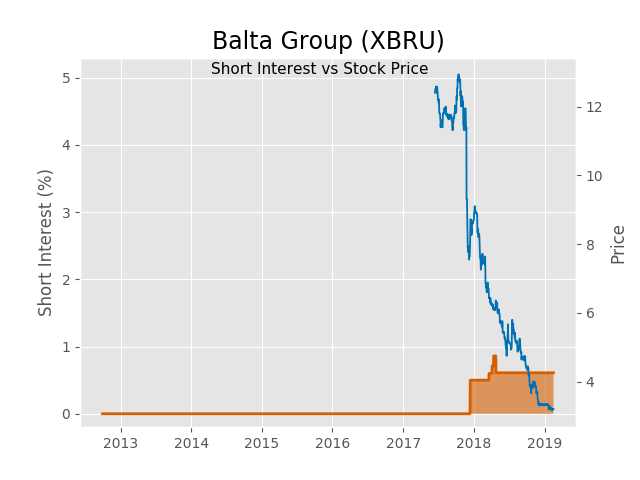 Balta Group (XBRU)
Short Interest vs Stock Price
Short Interest (%)
5
4
3
2
1
0
12
10
8
6
4
Price
2013 2014 2015 2016 2017 2018 2019